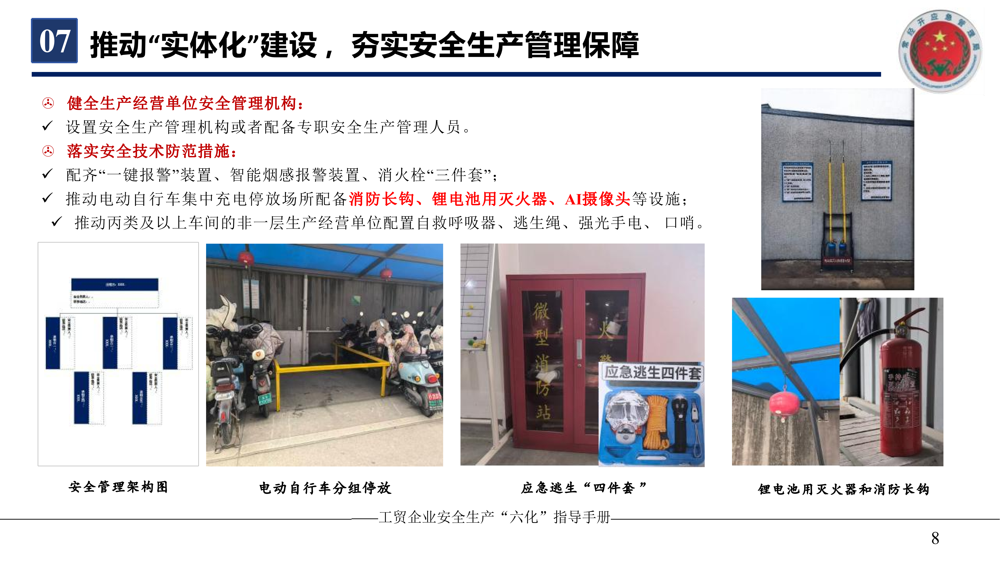 07 推动“实体化”建设，夯实安全生产管理保障
常经开应急管理局
健全生产经营单位安全管理机构：
设置安全生产管理机构或者配备专职安全生产管理人员。
落实安全技术防范措施：
配齐“一键报警”装置、智能烟感报警装置、消火栓“三件套”；
推动电动自行车集中充电停放场所配备消防长钩、锂电池用灭火器、AI摄像头等设施；
推动丙类及以上车间的非一层生产经营单位配置自救呼吸器、逃生绳、强光手电、 口哨。
微型消防站
火警
应急逃生四件套
安全管理架构图
电动自行车分组停放
应急逃生“四件套”
锂电池用灭火器和消防长钩
——工贸企业安全生产“六化”指导手册
8